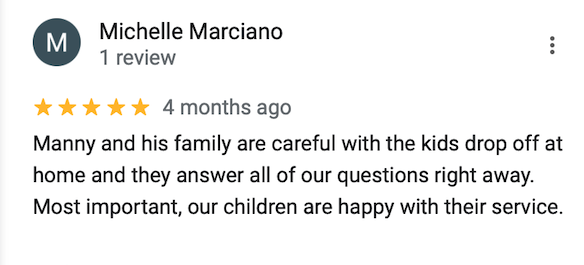 M
Michelle Marciano
1 review
4 months ago
Manny and his family are careful with the kids drop off at
home and they answer all of our questions right away.
Most important, our children are happy with their service.